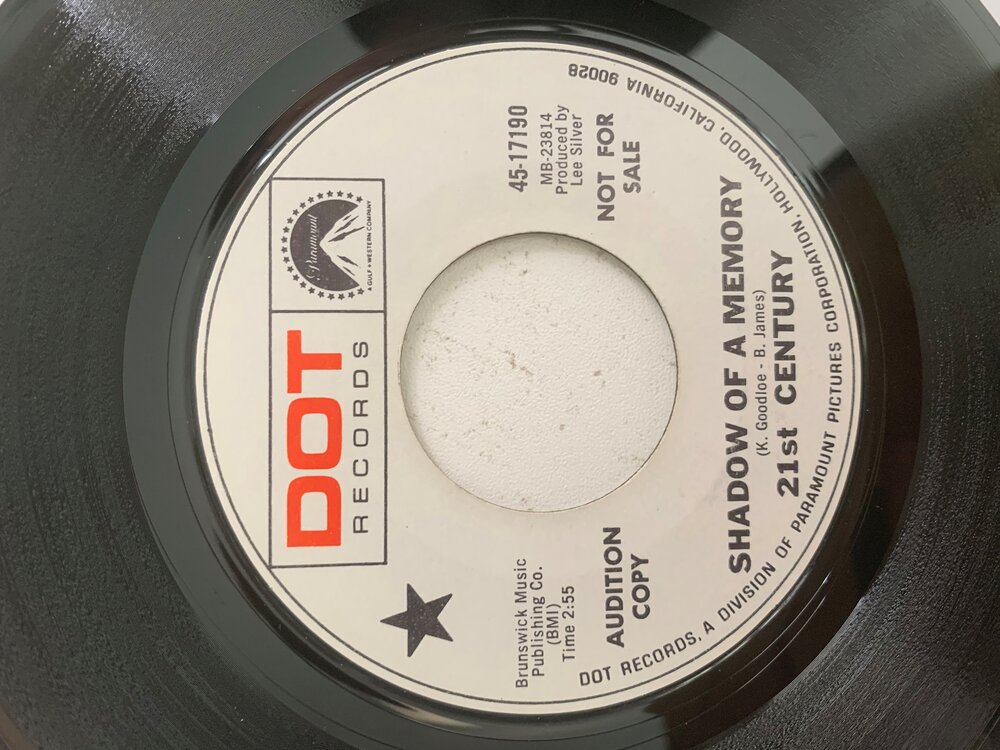 DOT
RECORDS
Paramount
A GULF + WESTERN COMPANY
Brunswick Music
Publishing Co.
(BMI)
Time 2:55
45-17190
MB-23814
Produced by
Lee Silver
AUDITION
COPY
NOT FOR
SALE
SHADOW OF A MEMORY
(K. Goodloe - B. James)
21st CENTURY
DOT RECORDS, A DIVISION OF PARAMOUNT PICTURES CORPORATION, HOLLYWOOD, CALIFORNIA 90028